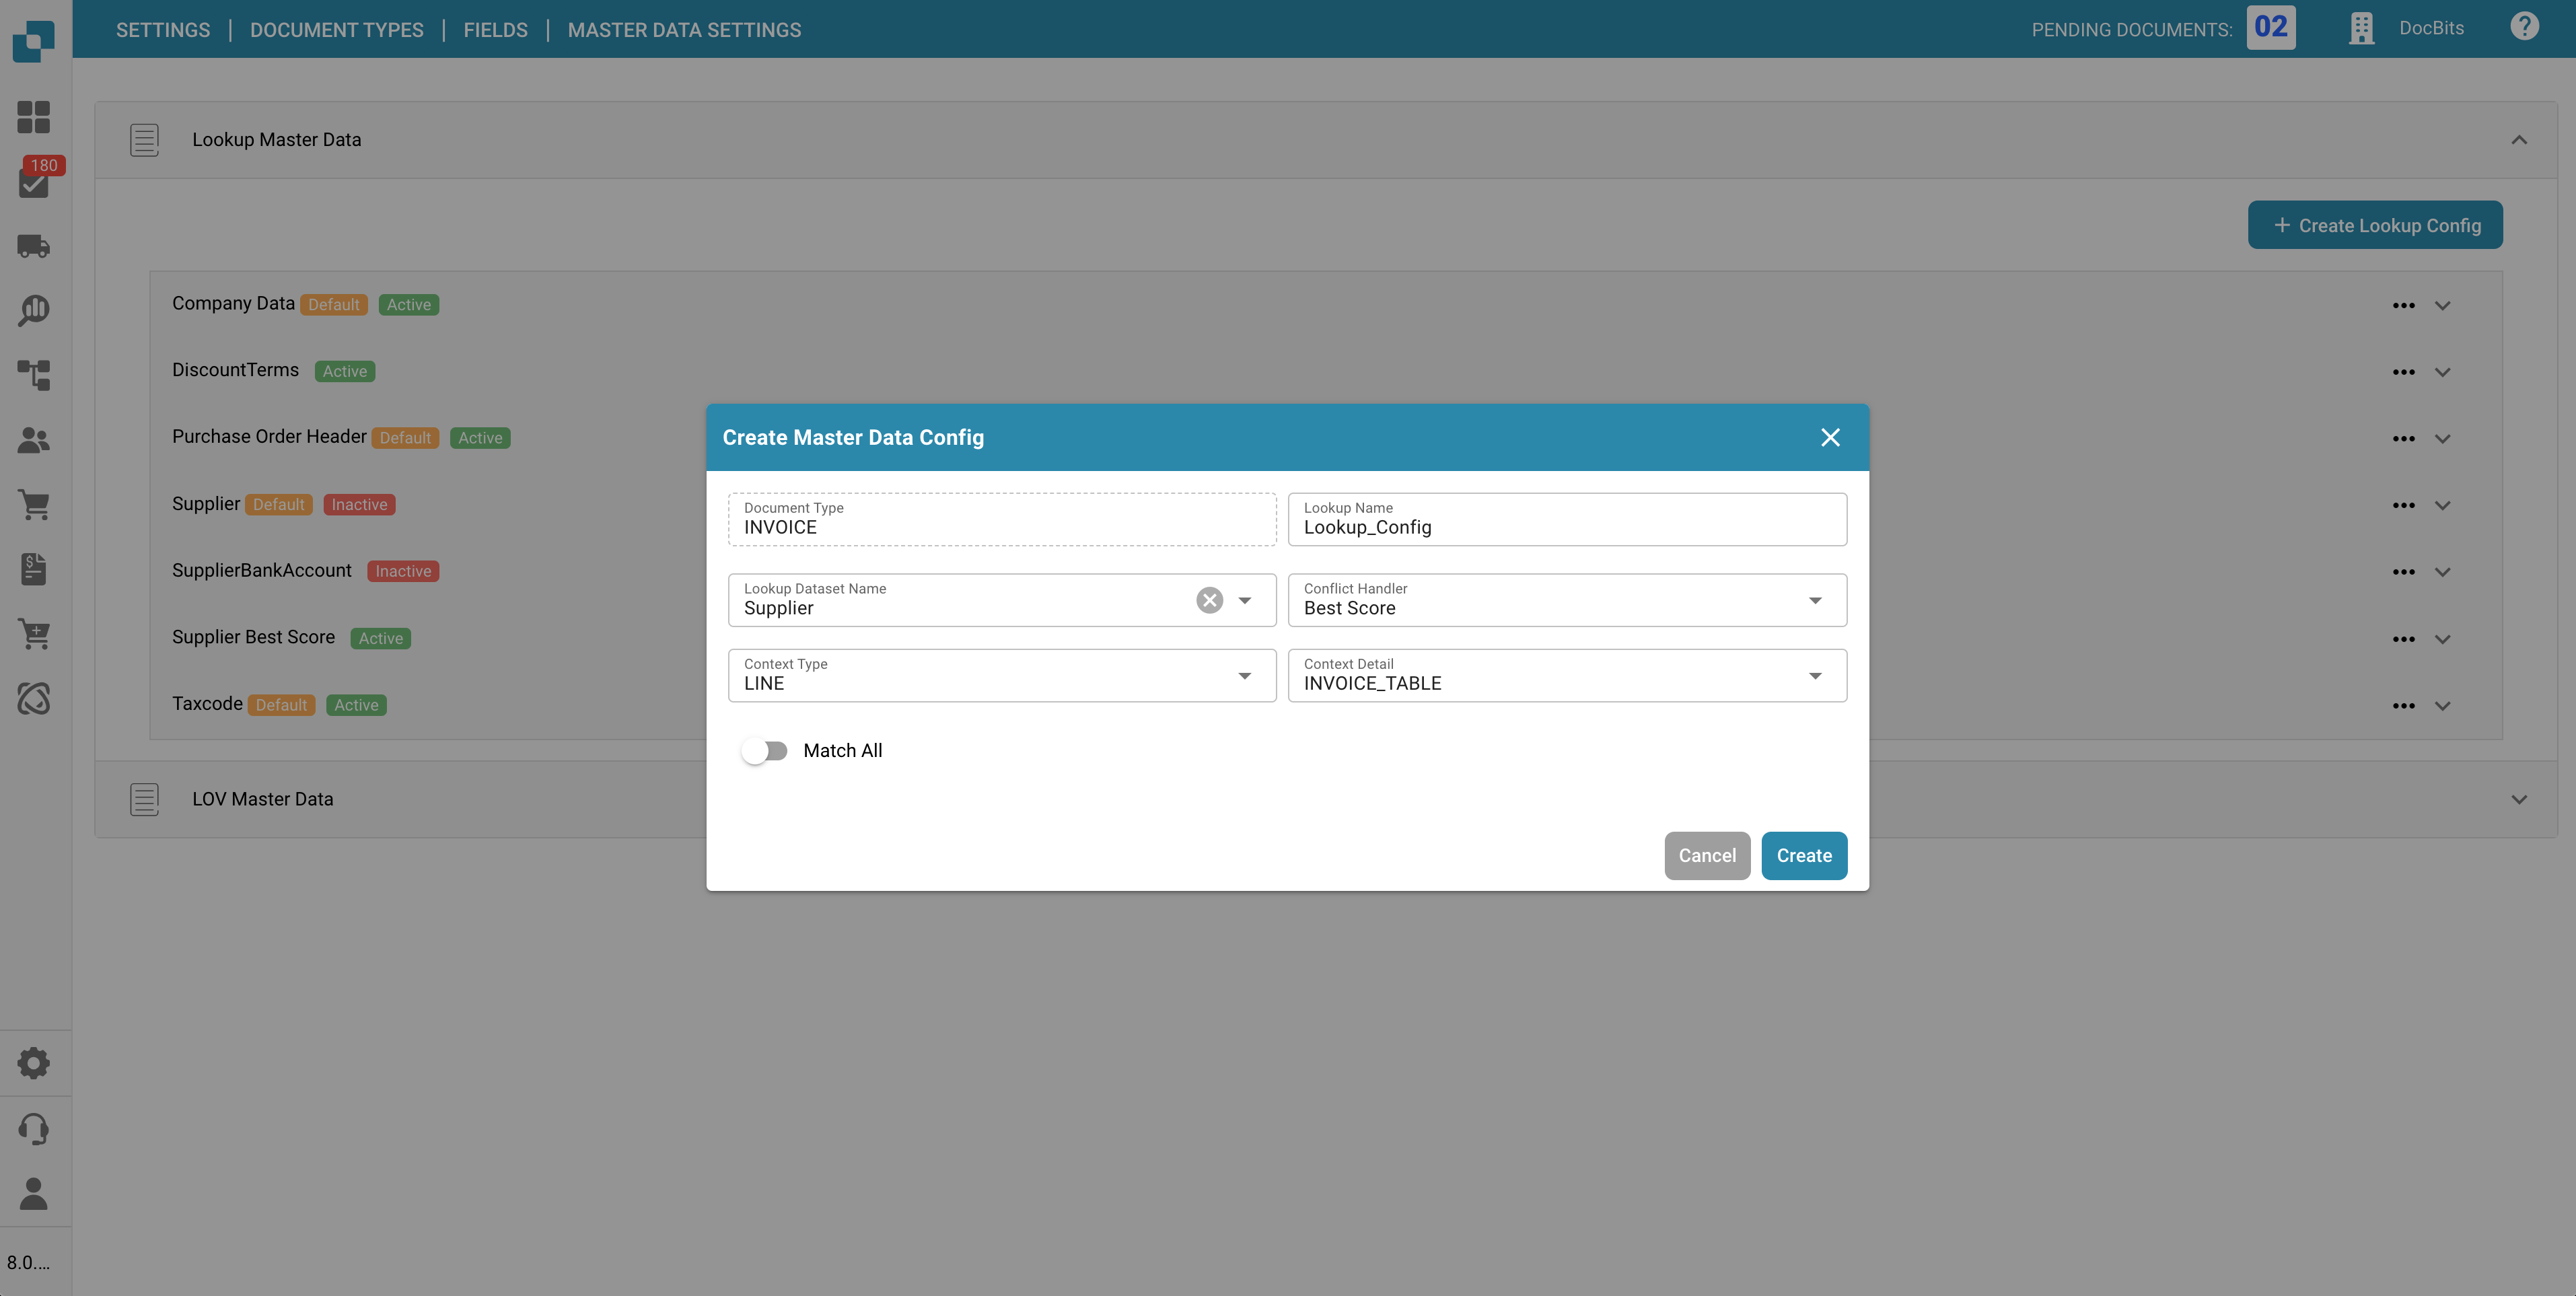 SETTINGS | DOCUMENT TYPES | FIELDS | MASTER DATA SETTINGS
PENDING DOCUMENTS: 02
DocBits
?
180
Lookup Master Data
+ Create Lookup Config
Company Data Default Active
DiscountTerms Active
Purchase Order Header Default Active
Supplier Default Inactive
SupplierBankAccount Inactive
Supplier Best Score Active
Taxcode Default Active
LOV Master Data
Create Master Data Config
Document Type
INVOICE
Lookup Name
Lookup_Config
Lookup Dataset Name
Supplier
Conflict Handler
Best Score
Context Type
LINE
Context Detail
INVOICE_TABLE
Match All
Cancel
Create
8.0....